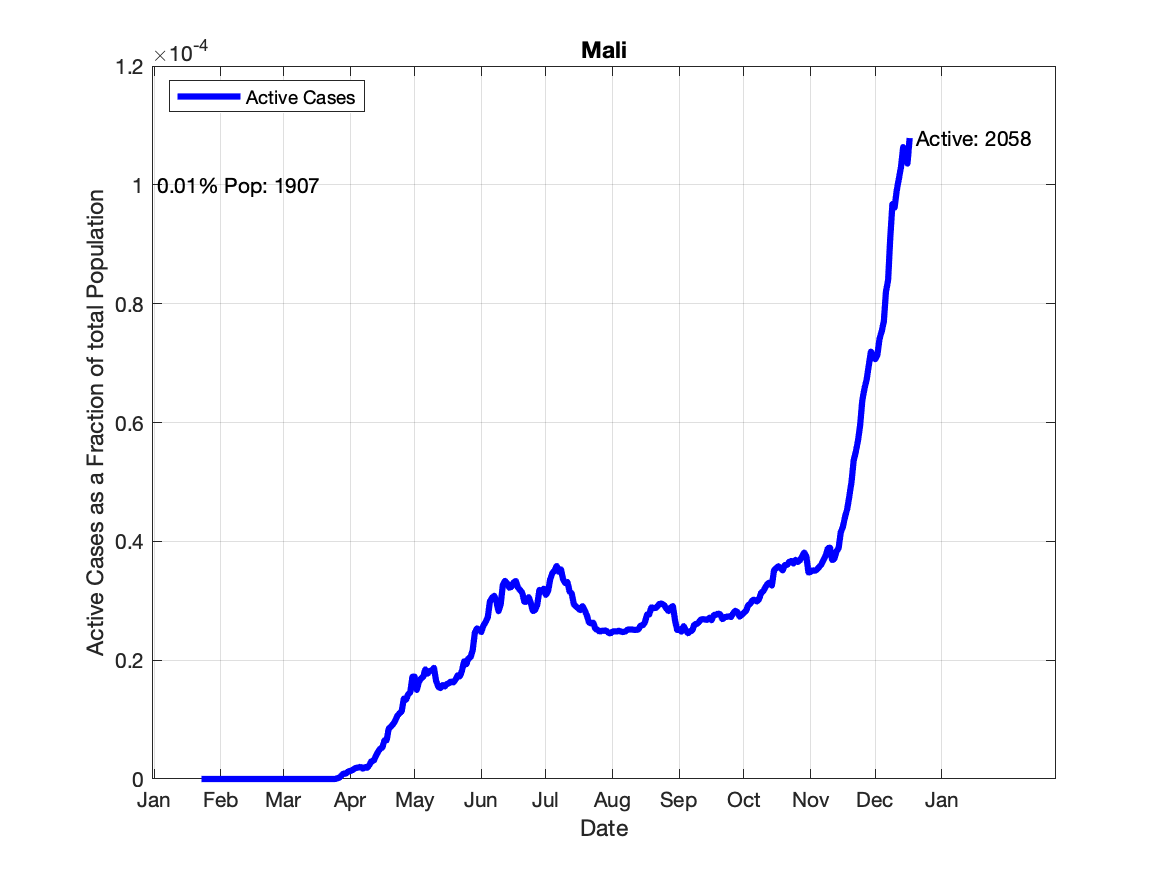 Mali
×10-4
1.2
1
0.8
0.6
0.4
0.2
0
Active Cases as a Fraction of total Population
Active Cases
0.01% Pop: 1907
Active: 2058
Jan Feb Mar Apr May Jun Jul Aug Sep Oct Nov Dec Jan
Date